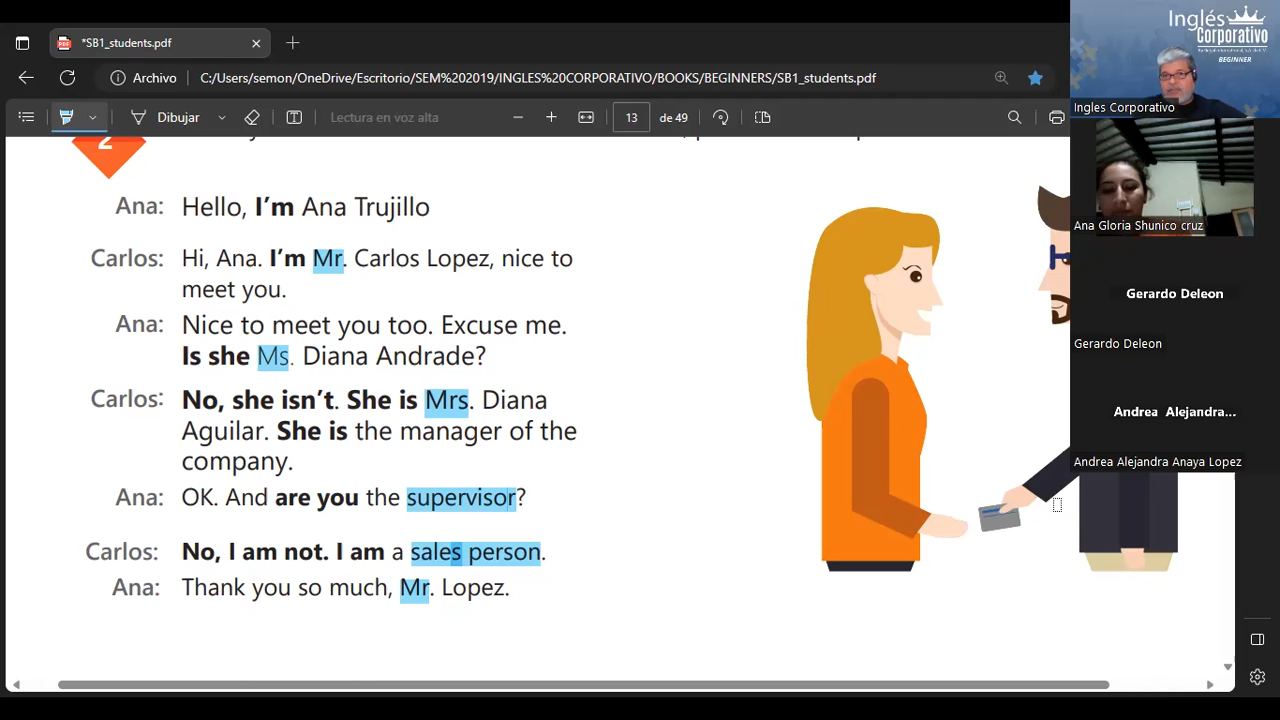 *SB1_students.pdf
Archivo C:/Users/semon/OneDrive/Escritorio/SEM%202019/INGLES%20CORPORATIVO/BOOKS/BEGINNERS/SB1_students.pdf
Dibujar Lectura en voz alta 13 de 49
2
Ana: Hello, I'm Ana Trujillo
Carlos: Hi, Ana. I'm Mr. Carlos Lopez, nice to
meet you.
Ana: Nice to meet you too. Excuse me.
Is she Ms. Diana Andrade?
Carlos: No, she isn't. She is Mrs. Diana
Aguilar. She is the manager of the
company.
Ana: OK. And are you the supervisor?
Carlos: No, I am not. I am a sales person.
Ana: Thank you so much, Mr. Lopez.
Inglés
Corporativo
BEGINNER
Ingles Corporativo
Ana Gloria Shunico cruz
Gerardo Deleon
Gerardo Deleon
Andrea Alejandra...
Andrea Alejandra Anaya Lopez